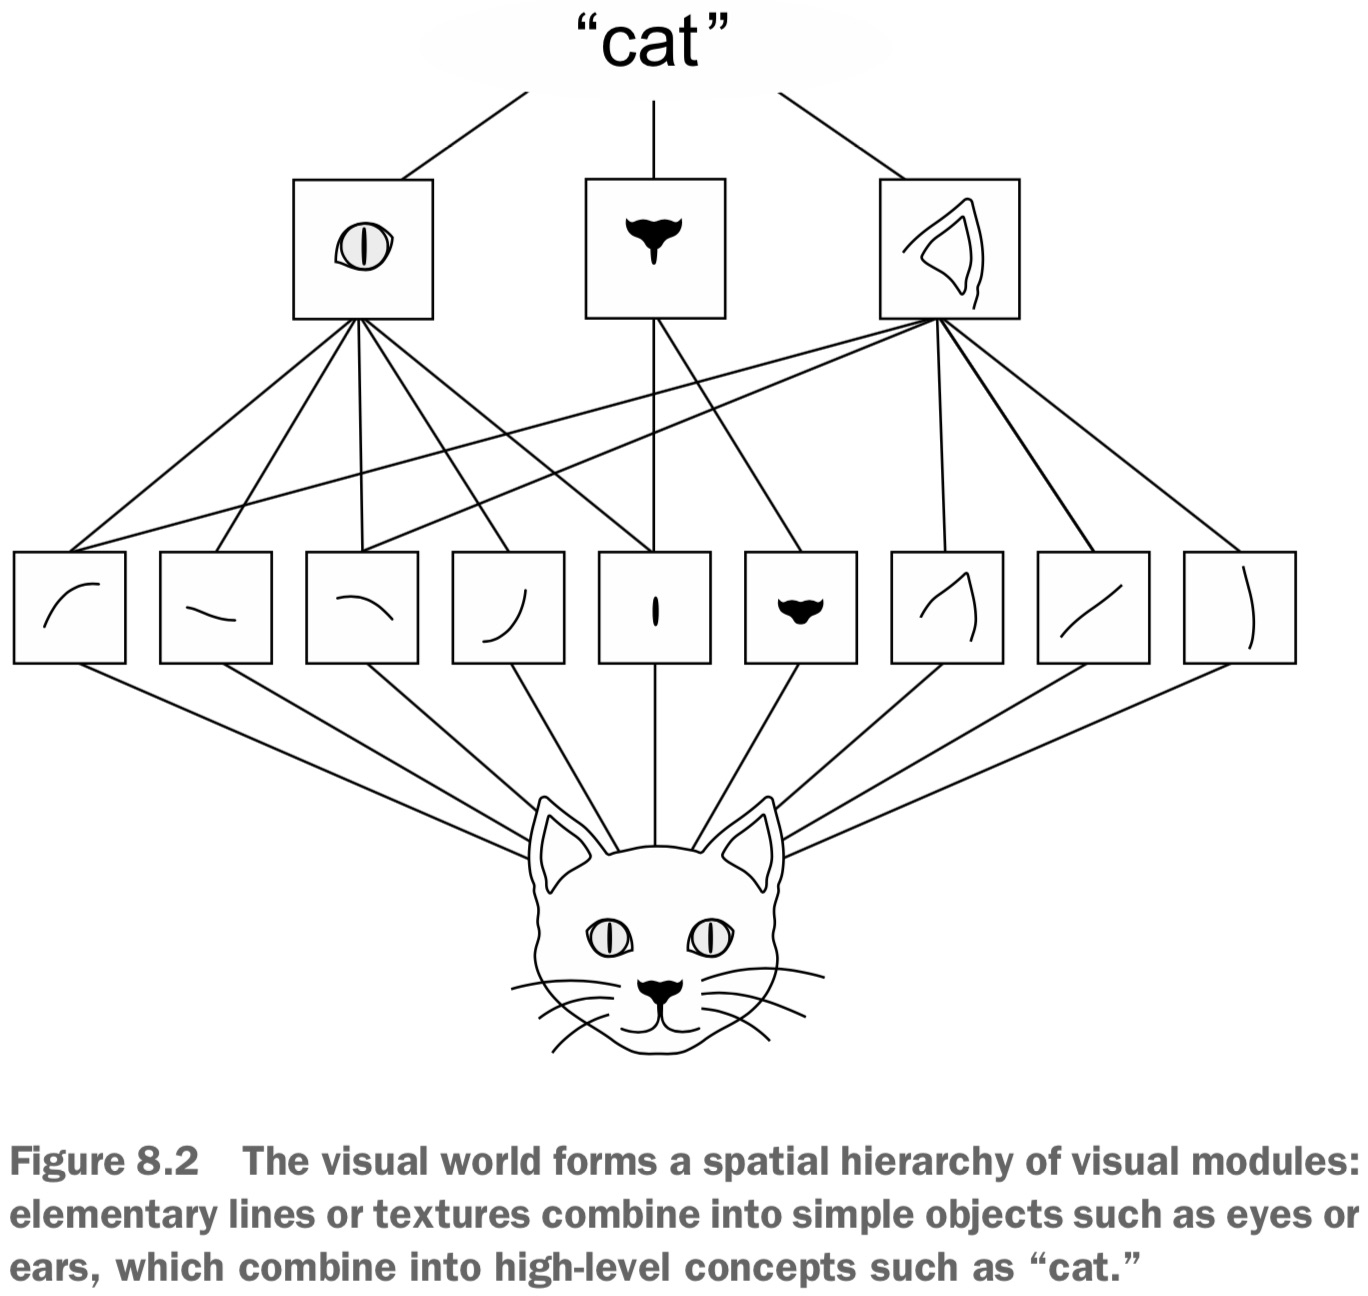 “cat”
Figure 8.2 The visual world forms a spatial hierarchy of visual modules:
elementary lines or textures combine into simple objects such as eyes or
ears, which combine into high-level concepts such as “cat.”